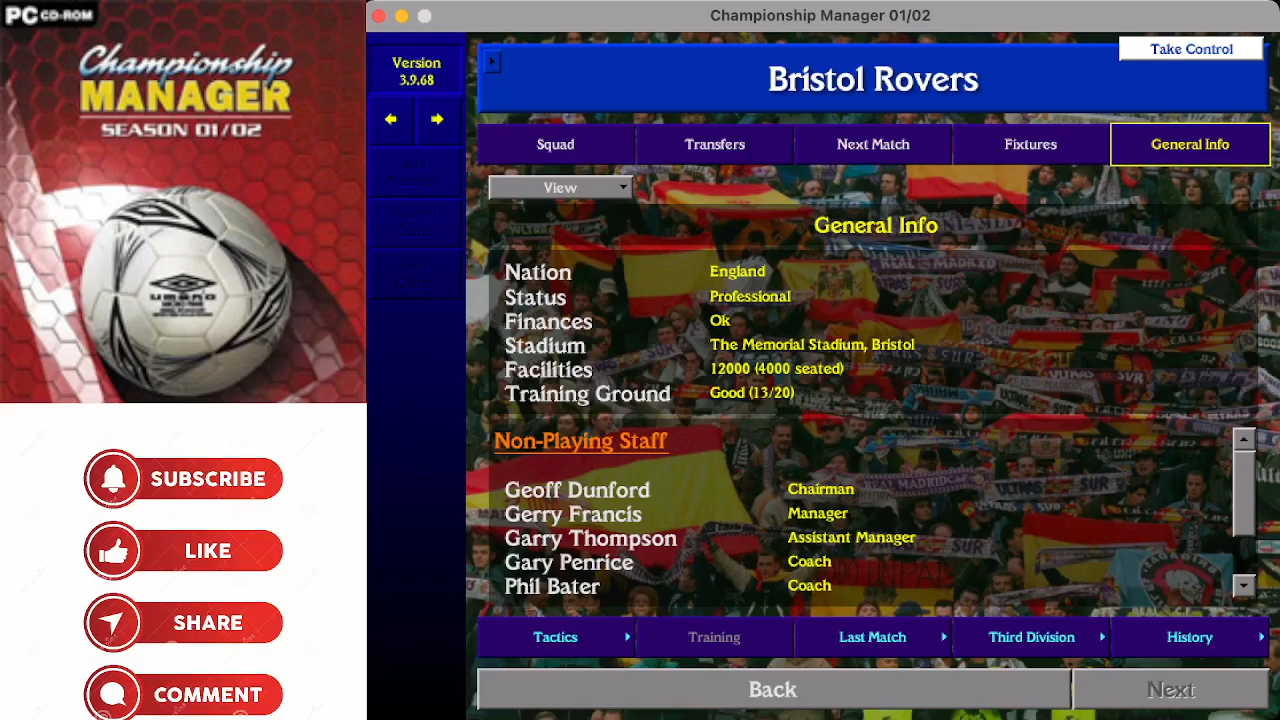 PC CD-ROM
Championship
MANAGER
SEASON 01/02
UMBRO
SUBSCRIBE
LIKE
SHARE
COMMENT
Championship Manager 01/02
Version
3.9.68
Take Control
Bristol Rovers
Squad
Transfers
Next Match
Fixtures
General Info
View
General Info
Nation England
Status Professional
Finances Ok
Stadium The Memorial Stadium, Bristol
Facilities 12000 (4000 seated)
Training Ground Good (13/20)
Non-Playing Staff
Geoff Dunford Chairman
Gerry Francis Manager
Garry Thompson Assistant Manager
Gary Penrice Coach
Phil Bater Coach
Tactics
Training
Last Match
Third Division
History
Back
Next